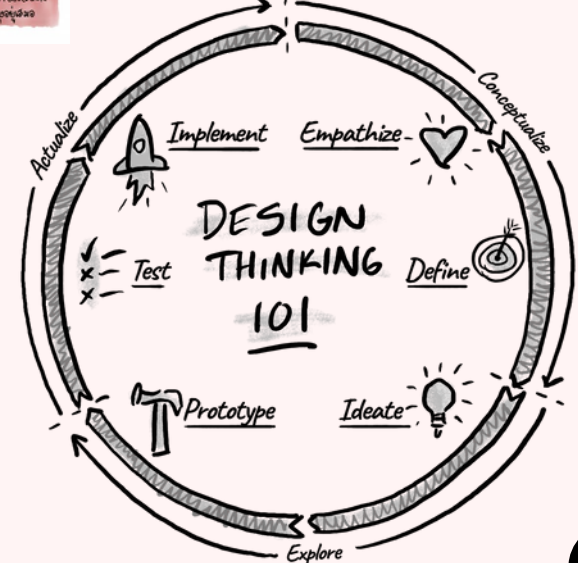 Conceptualize
Actualize
Implement
Empathize
DESIGN
THINKING
101
Test
Define
Prototype
Ideate
Explore